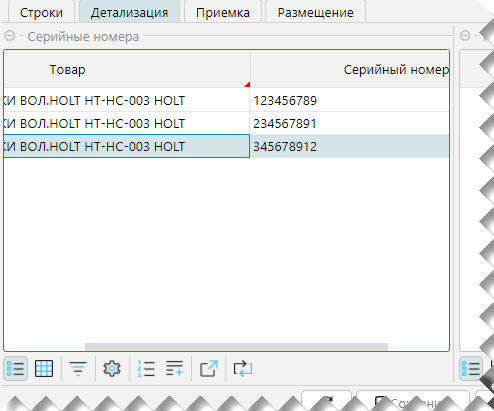 Строки Детализация Приемка Размещение
Серийные номера
Товар Серийный номер
КИ ВОЛ.HOLT HT-HC-003 HOLT 123456789
КИ ВОЛ.HOLT HT-HC-003 HOLT 234567891
КИ ВОЛ.HOLT HT-HC-003 HOLT 345678912